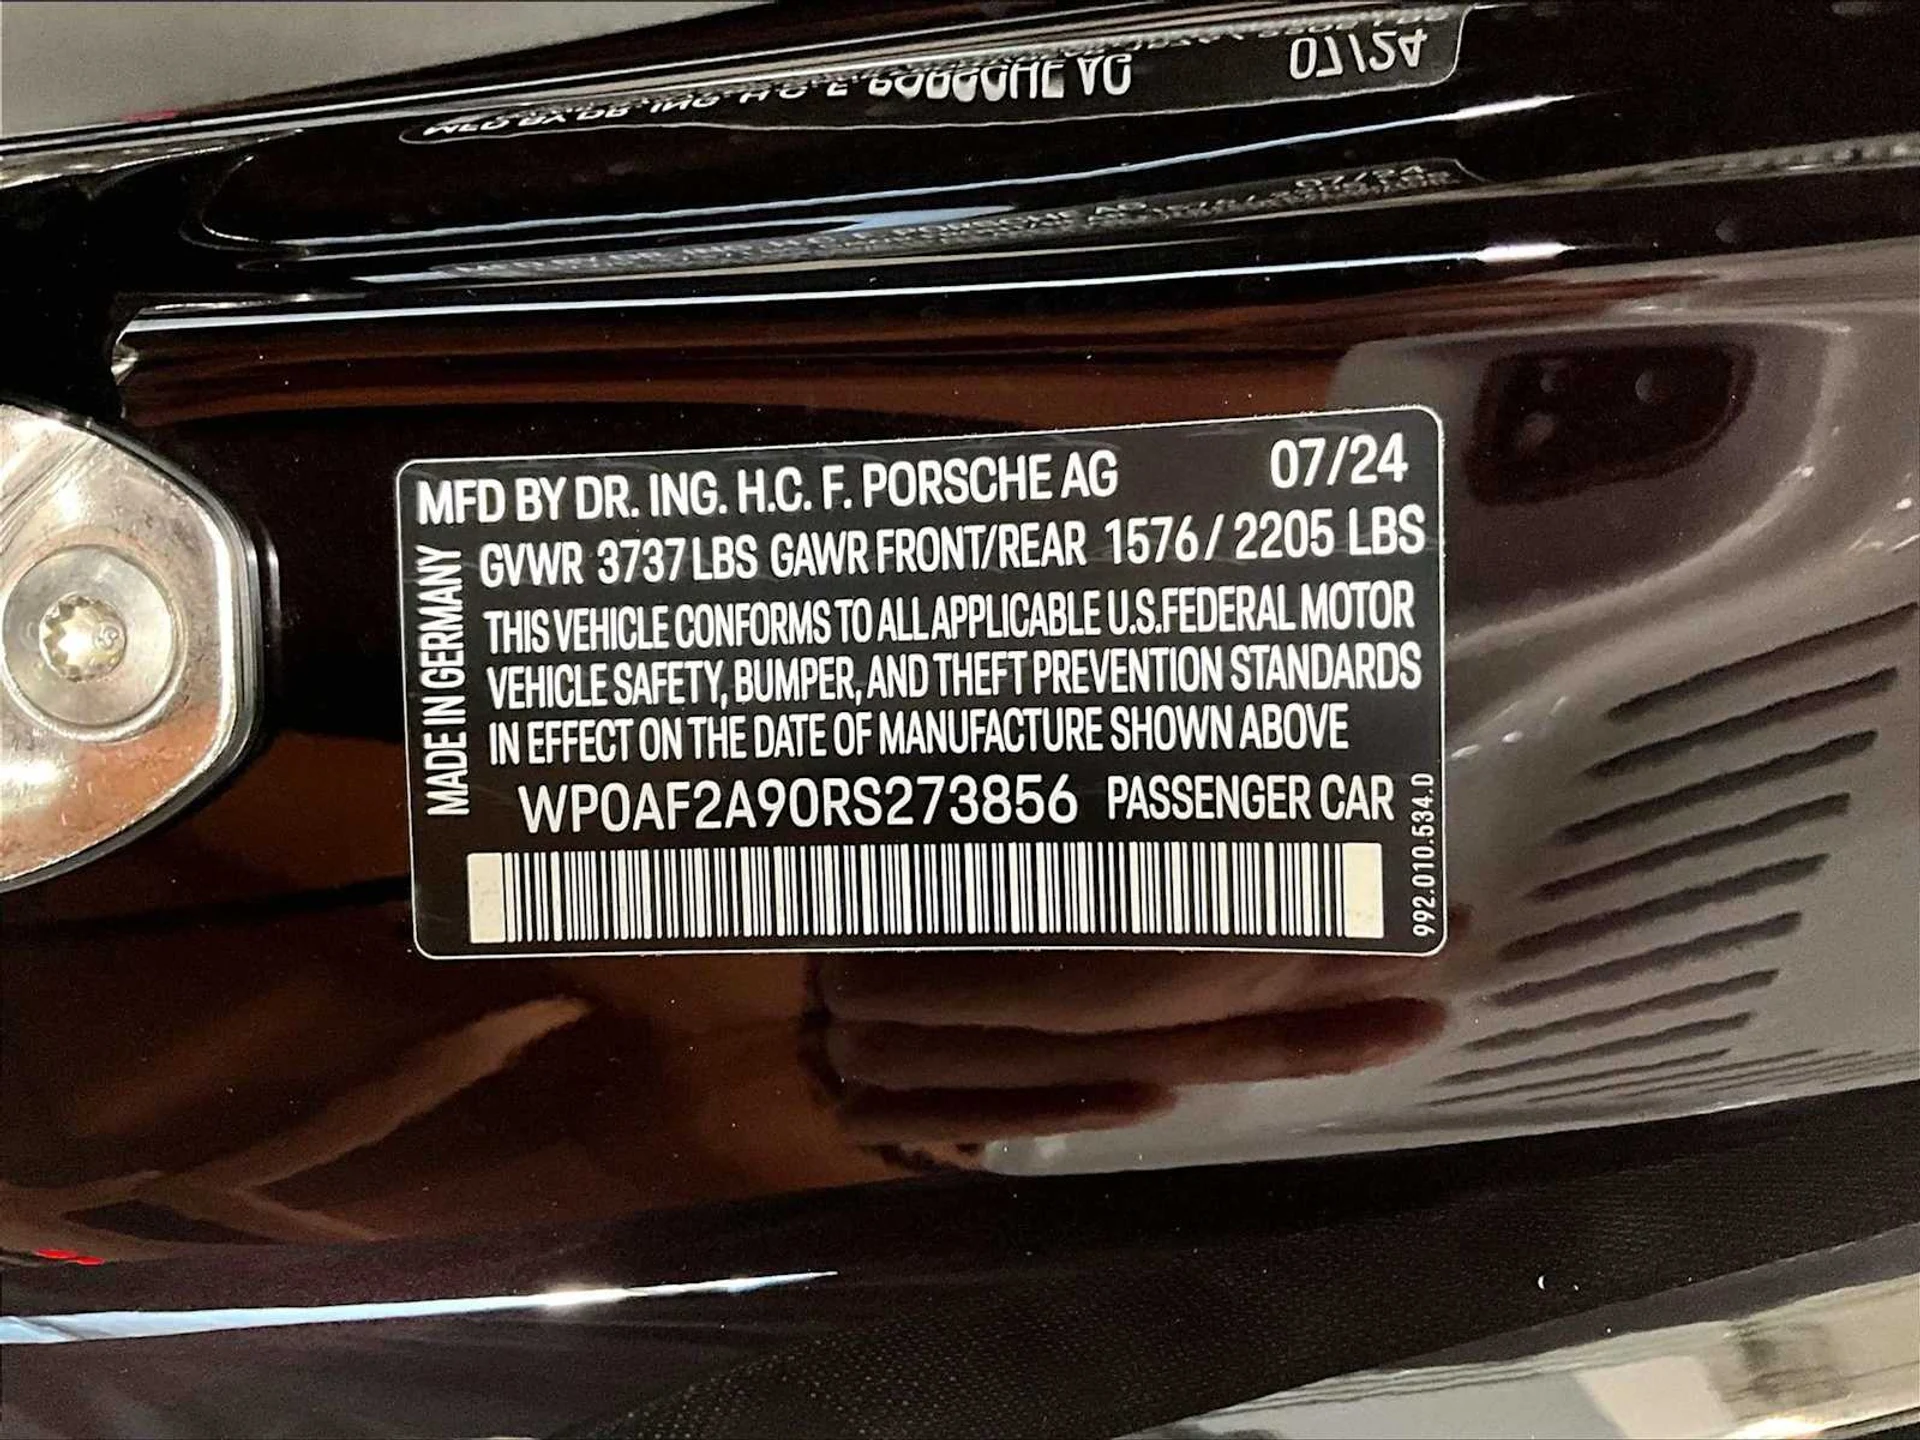 MFD BY DR. ING. H.C. F. PORSCHE AG 07/24
GVWR 3737 LBS GAWR FRONT/REAR 1576 / 2205 LBS
THIS VEHICLE CONFORMS TO ALL APPLICABLE U.S. FEDERAL MOTOR
VEHICLE SAFETY, BUMPER, AND THEFT PREVENTION STANDARDS
IN EFFECT ON THE DATE OF MANUFACTURE SHOWN ABOVE
WP0AF2A90RS273856 PASSENGER CAR
MADE IN GERMANY
992.010.534.D